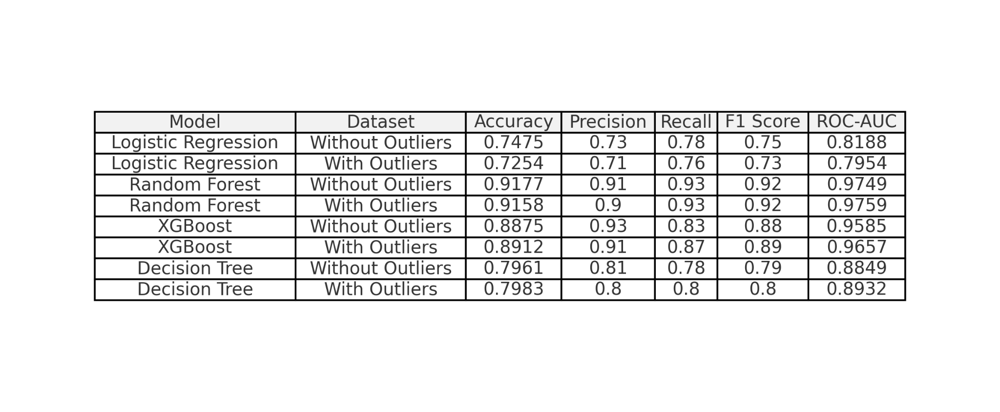 Model Dataset Accuracy Precision Recall F1 Score ROC-AUC
Logistic Regression Without Outliers 0.7475 0.73 0.78 0.75 0.8188
Logistic Regression With Outliers 0.7254 0.71 0.76 0.73 0.7954
Random Forest Without Outliers 0.9177 0.91 0.93 0.92 0.9749
Random Forest With Outliers 0.9158 0.9 0.93 0.92 0.9759
XGBoost Without Outliers 0.8875 0.93 0.83 0.88 0.9585
XGBoost With Outliers 0.8912 0.91 0.87 0.89 0.9657
Decision Tree Without Outliers 0.7961 0.81 0.78 0.79 0.8849
Decision Tree With Outliers 0.7983 0.8 0.8 0.8 0.8932